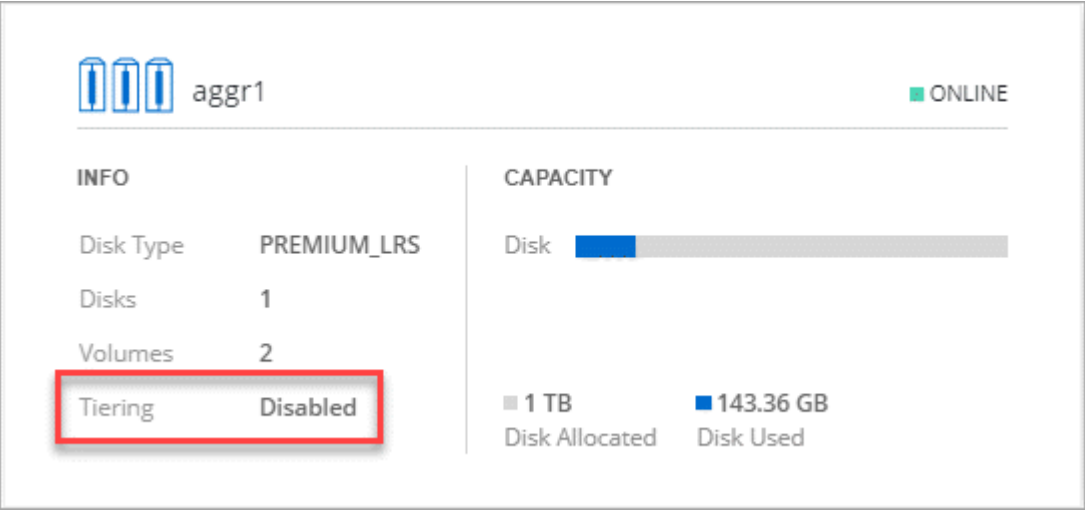 aggr1
ONLINE
INFO
Disk Type PREMIUM_LRS
Disks 1
Volumes 2
Tiering Disabled
CAPACITY
Disk
1 TB 143.36 GB
Disk Allocated Disk Used